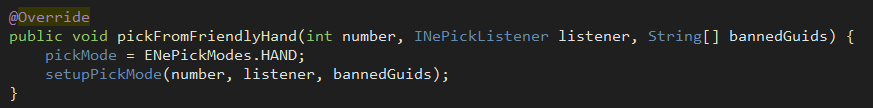 @Override
public void pickFromFriendlyHand(int number, INePickListener listener, String[] bannedGuids) {
    pickMode = ENePickModes.HAND;
    setupPickMode(number, listener, bannedGuids);
}